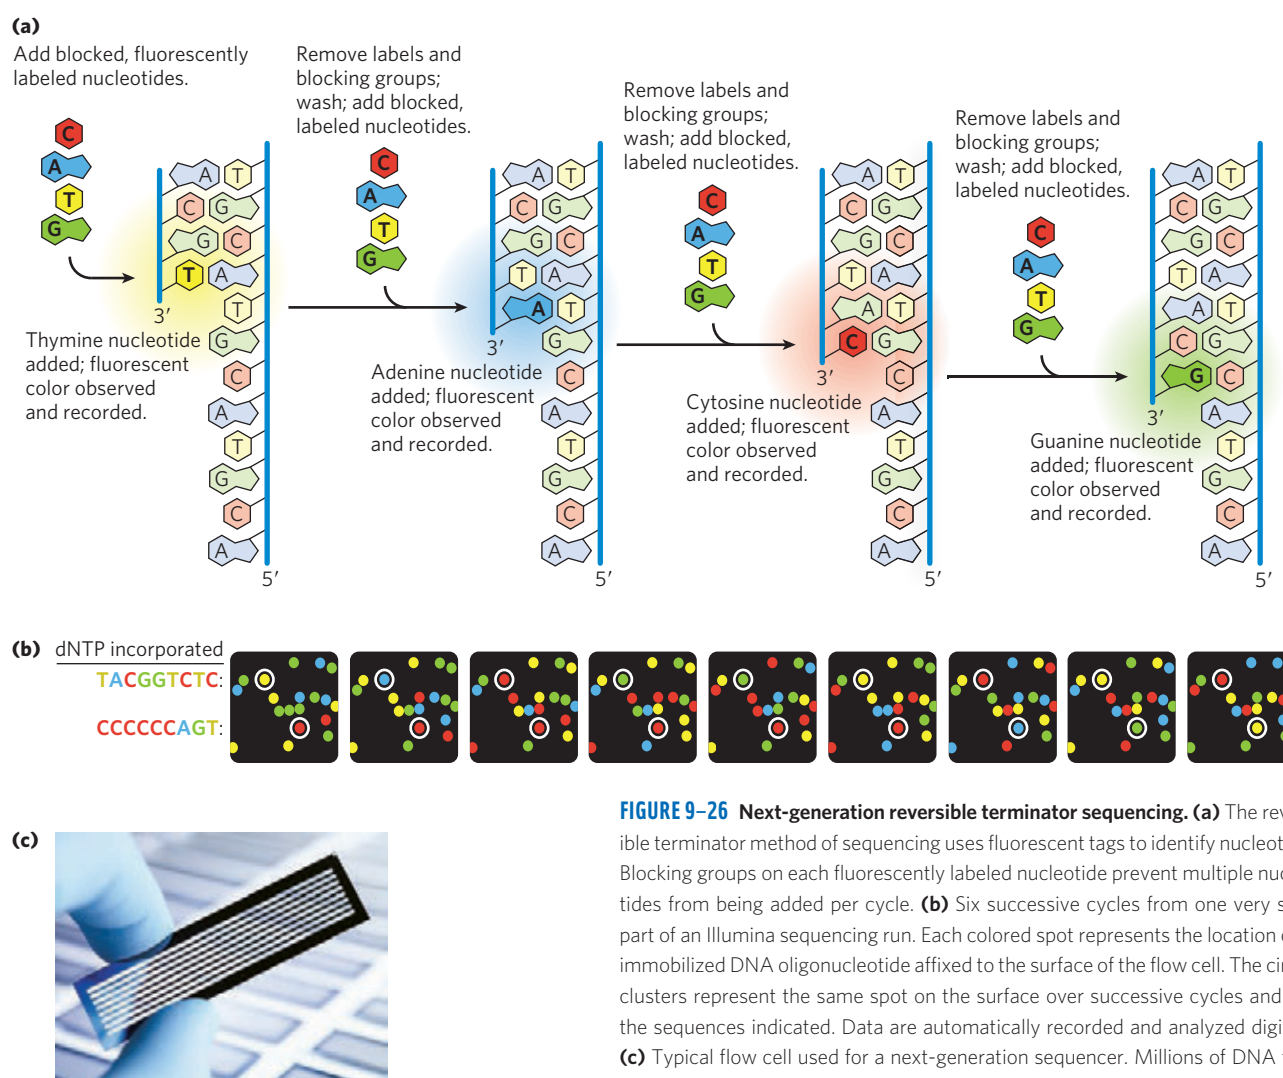 (a)
Add blocked, fluorescently
labeled nucleotides.
Remove labels and
blocking groups;
wash; add blocked,
labeled nucleotides.
Remove labels and
blocking groups;
wash; add blocked,
labeled nucleotides.
Remove labels and
blocking groups;
wash; add blocked,
labeled nucleotides.
C
A
T
G
A T
C G
G C
T A
T
G
C
A
T
G
C
A
3′
5′
Thymine nucleotide
added; fluorescent
color observed
and recorded.
C
A
T
G
A T
C G
G C
T A
A T
G
C
A
T
G
C
A
3′
5′
Adenine nucleotide
added; fluorescent
color observed
and recorded.
C
A
T
G
A T
C G
G C
T A
A T
C G
C
A
T
G
C
A
3′
5′
Cytosine nucleotide
added; fluorescent
color observed
and recorded.
C
A
T
G
A T
C G
G C
T A
A T
C G
G C
A
T
G
C
A
3′
5′
Guanine nucleotide
added; fluorescent
color observed
and recorded.
(b) dNTP incorporated
TACGGTCTC:
CCCCCCAGT:
(c)
FIGURE 9–26 Next-generation reversible terminator sequencing. (a) The rev
ible terminator method of sequencing uses fluorescent tags to identify nucleot
Blocking groups on each fluorescently labeled nucleotide prevent multiple nuc
tides from being added per cycle. (b) Six successive cycles from one very s
part of an Illumina sequencing run. Each colored spot represents the location
immobilized DNA oligonucleotide affixed to the surface of the flow cell. The cir
clusters represent the same spot on the surface over successive cycles and
the sequences indicated. Data are automatically recorded and analyzed digi
(c) Typical flow cell used for a next-generation sequencer. Millions of DNA